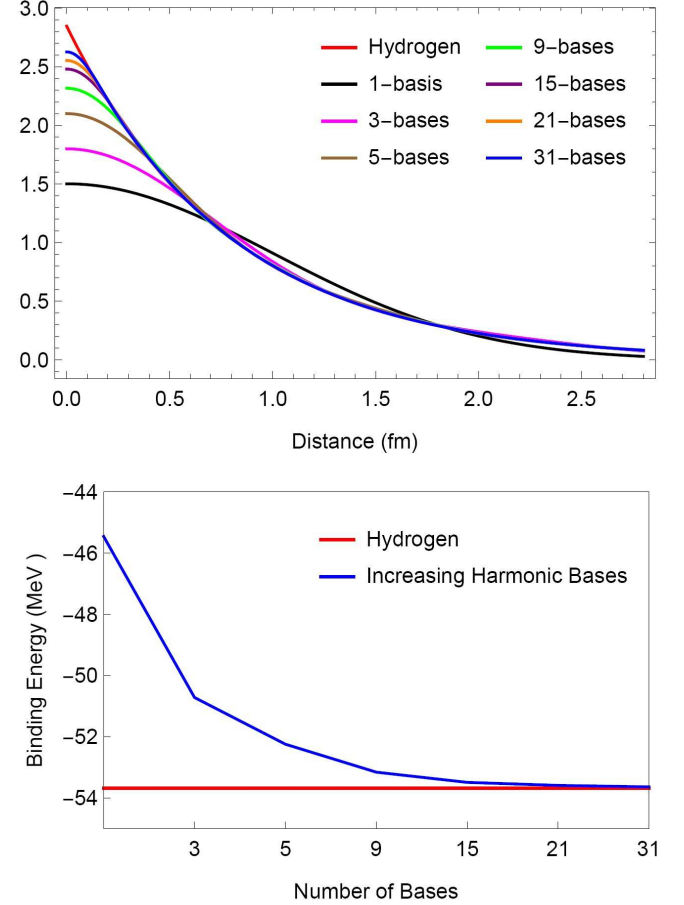 3.0
2.5
2.0
1.5
1.0
0.5
0.0
Hydrogen
1−basis
3−bases
5−bases
9−bases
15−bases
21−bases
31−bases
0.0 0.5 1.0 1.5 2.0 2.5
Distance (fm)
−44
−46
−48
−50
−52
−54
Binding Energy (MeV )
Hydrogen
Increasing Harmonic Bases
3 5 9 15 21 31
Number of Bases